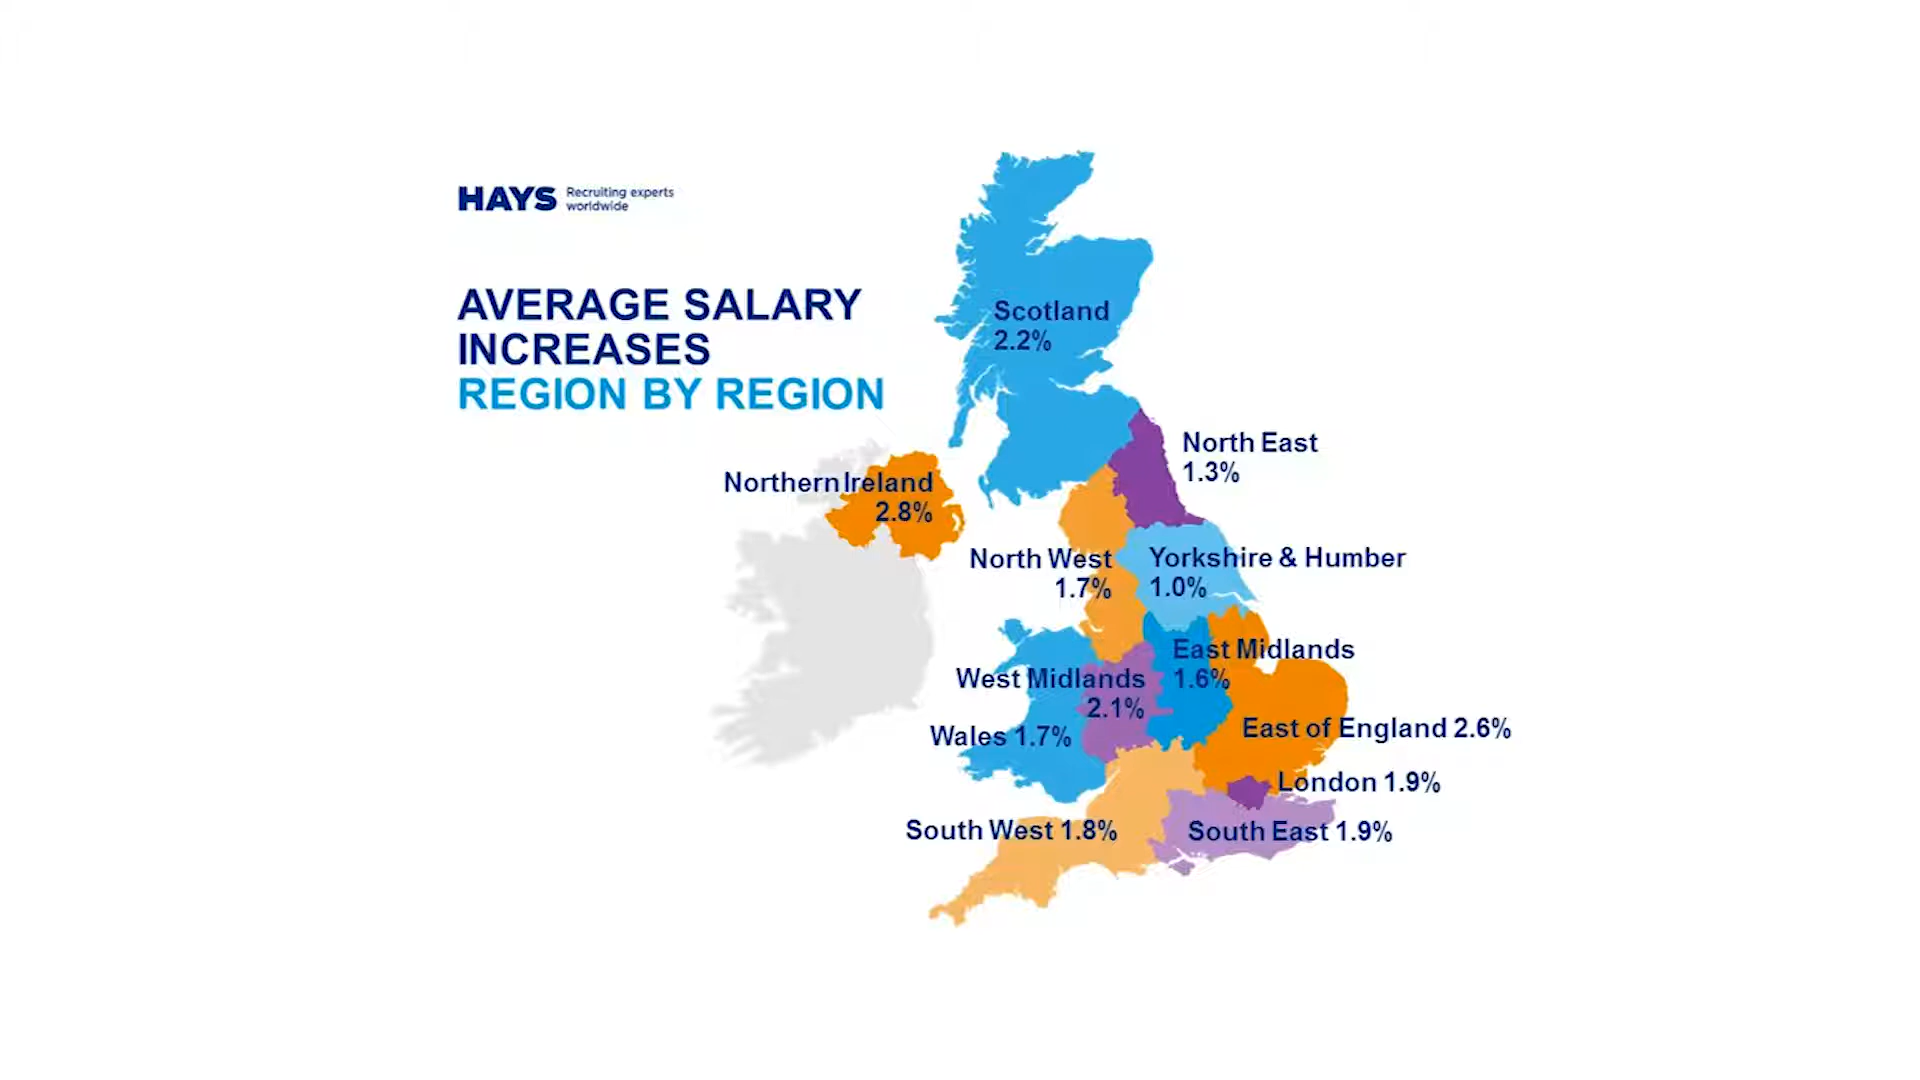 HAYS Recruiting experts
worldwide
AVERAGE SALARY
INCREASES
REGION BY REGION
Scotland
2.2%
North East
1.3%
Northern Ireland
2.8%
North West
1.7%
Yorkshire & Humber
1.0%
East Midlands
1.6%
West Midlands
2.1%
East of England 2.6%
Wales 1.7%
London 1.9%
South West 1.8%
South East 1.9%